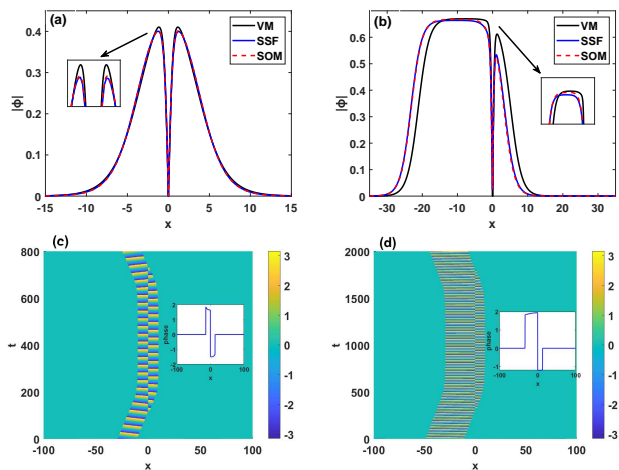 (a)
VM
SSF
SOM
|ϕ|
0.4
0.3
0.2
0.1
0
-15 -10 -5 0 5 10 15
x
(b)
VM
SSF
SOM
|ϕ|
0.6
0.5
0.4
0.3
0.2
0.1
0
-30 -20 -10 0 10 20 30
x
(c)
t
800
600
400
200
0
-100 -50 0 50 100
x
phase
2
1
0
-1
-2
-100 0 100
x
3
2
1
0
-1
-2
-3
(d)
t
2000
1500
1000
500
0
-100 -50 0 50 100
x
phase
2
1
0
-1
-100 0 100
x
3
2
1
0
-1
-2
-3